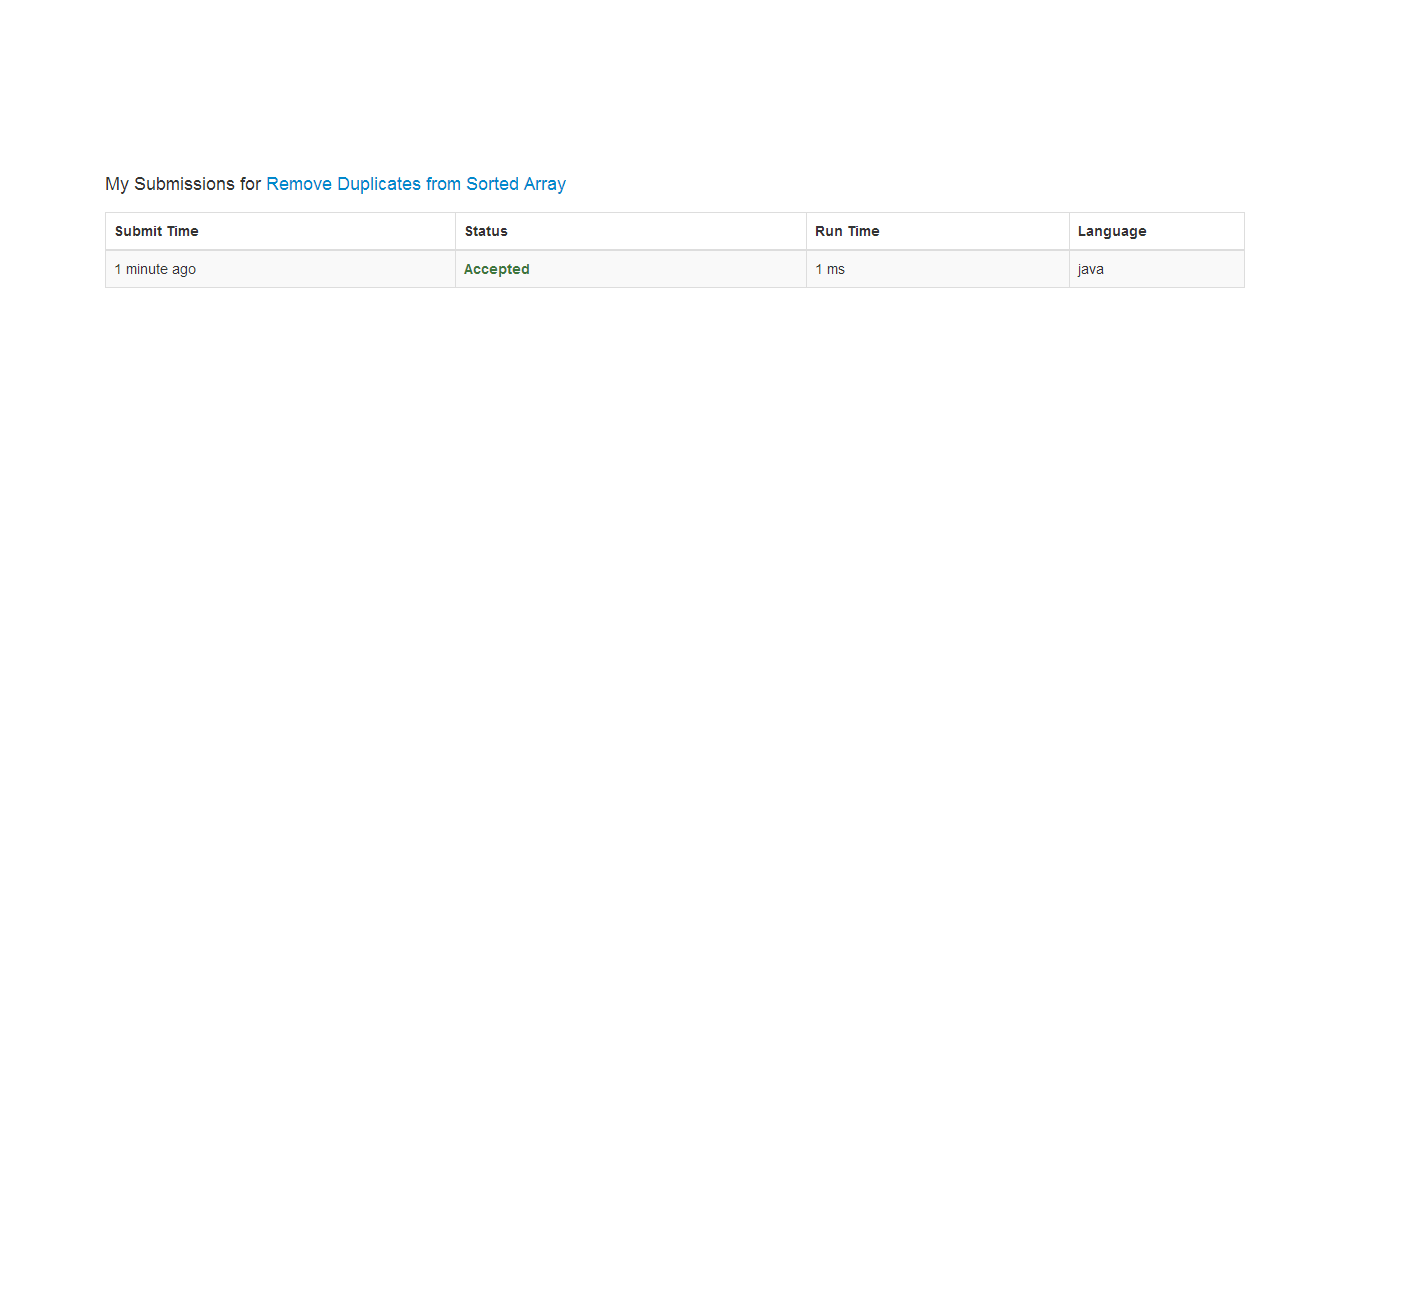 My Submissions for Remove Duplicates from Sorted Array
Submit Time Status Run Time Language
1 minute ago Accepted 1 ms java